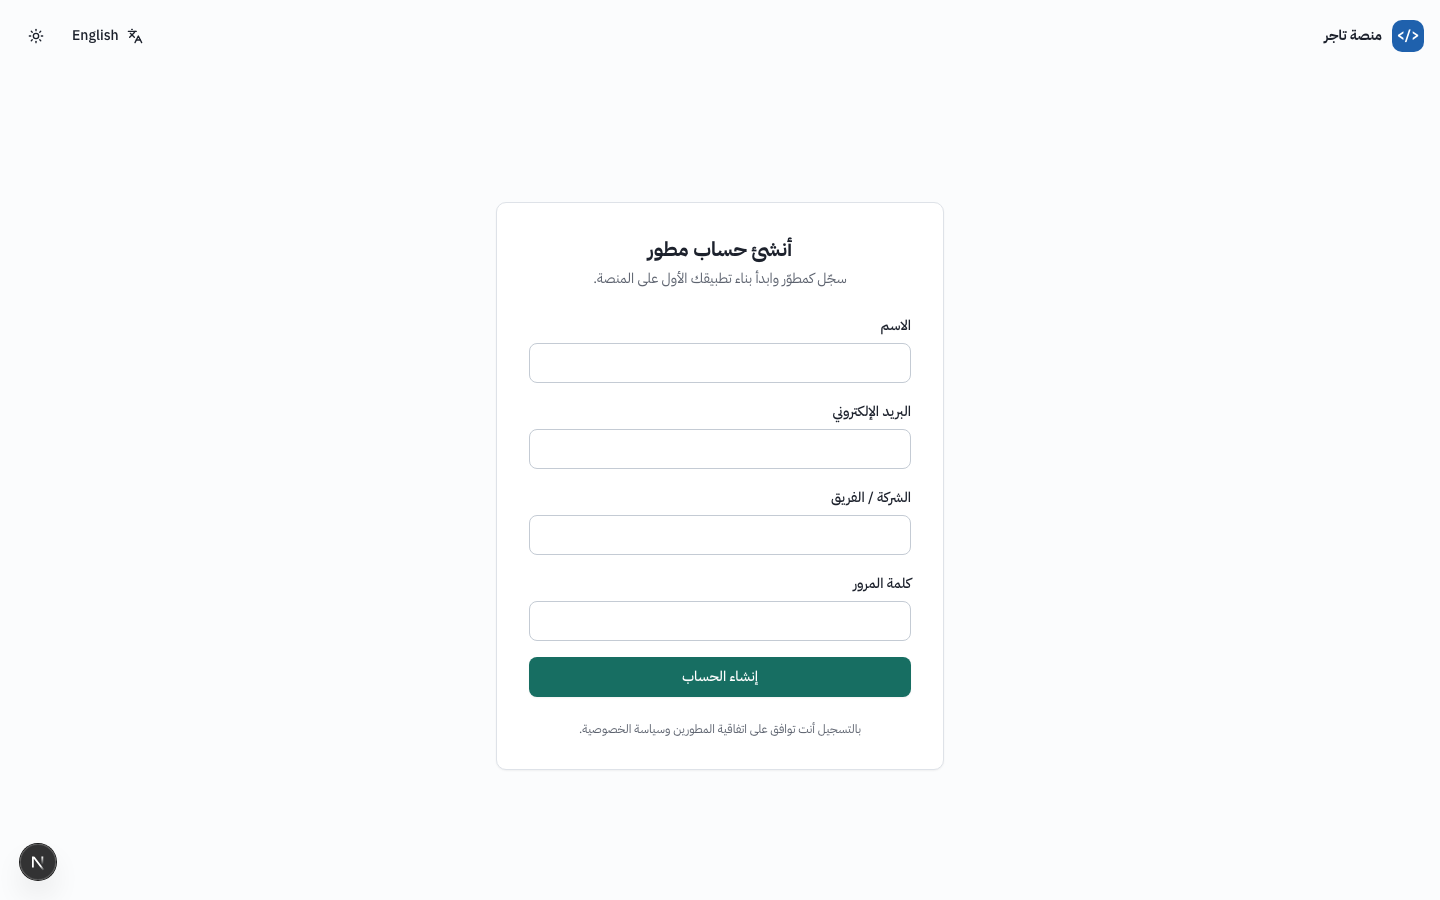 منصة تاجر
</>
English
أنشئ حساب مطور
سجّل كمطوّر وابدأ بناء تطبيقك الأول على المنصة.
الاسم
البريد الإلكتروني
الشركة / الفريق
كلمة المرور
إنشاء الحساب
بالتسجيل أنت توافق على اتفاقية المطورين وسياسة الخصوصية.
N